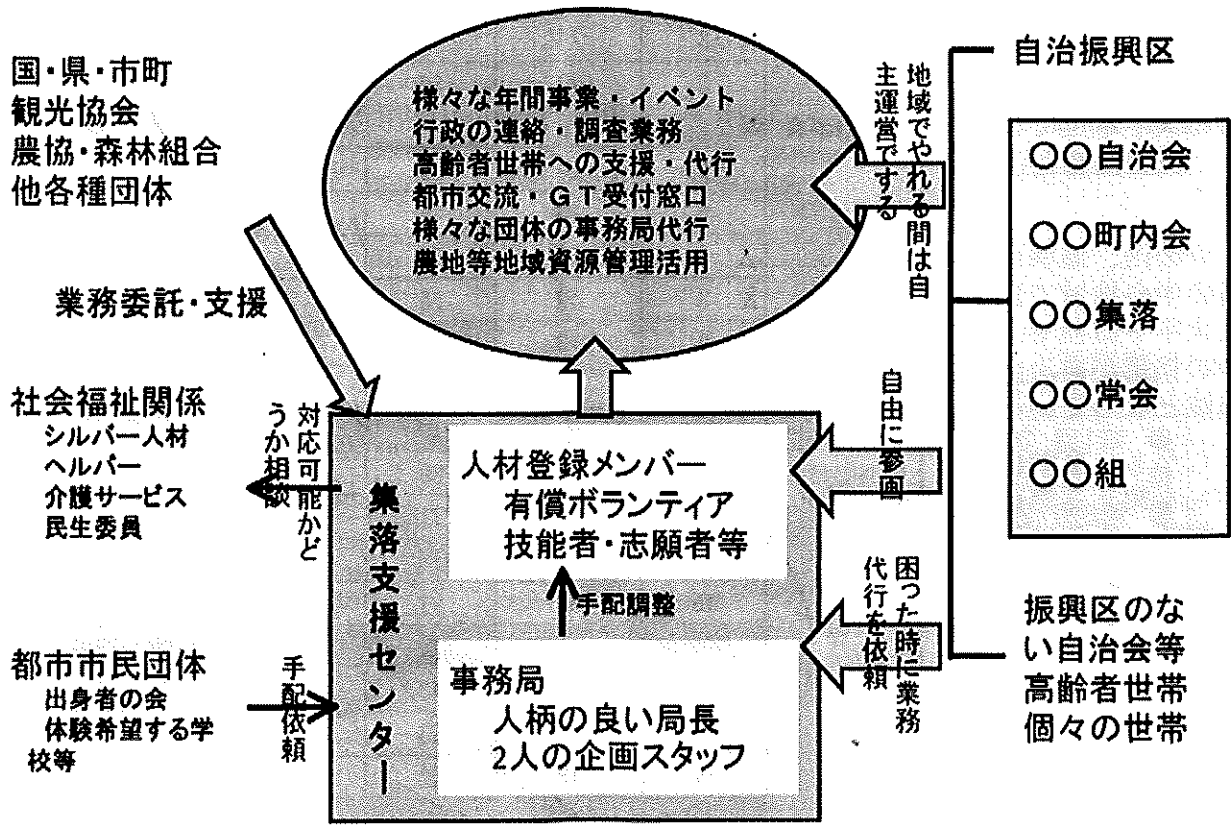 国・県・市町
観光協会
農協・森林組合
他各種団体
業務委託・支援
社会福祉関係
シルバー人材
ヘルパー
介護サービス
民生委員
対応可能かど
うか相談
都市市民団体
出身者の会
体験希望する学
校等
手配依頼
様々な年間事業・イベント
行政の連絡・調査業務
高齢者世帯への支援・代行
都市交流・GT受付窓口
様々な団体の事務局代行
農地等地域資源管理活用
集落支援センター
人材登録メンバー
有償ボランティア
技能者・志願者等
手配調整
事務局
人柄の良い局長
2人の企画スタッフ
地域でやれる間は自
主運営でする
自由に参画
困った時に業務
代行を依頼
自治振興区
〇〇自治会
〇〇町内会
〇〇集落
〇〇常会
〇〇組
振興区のな
い自治会等
高齢者世帯
個々の世帯